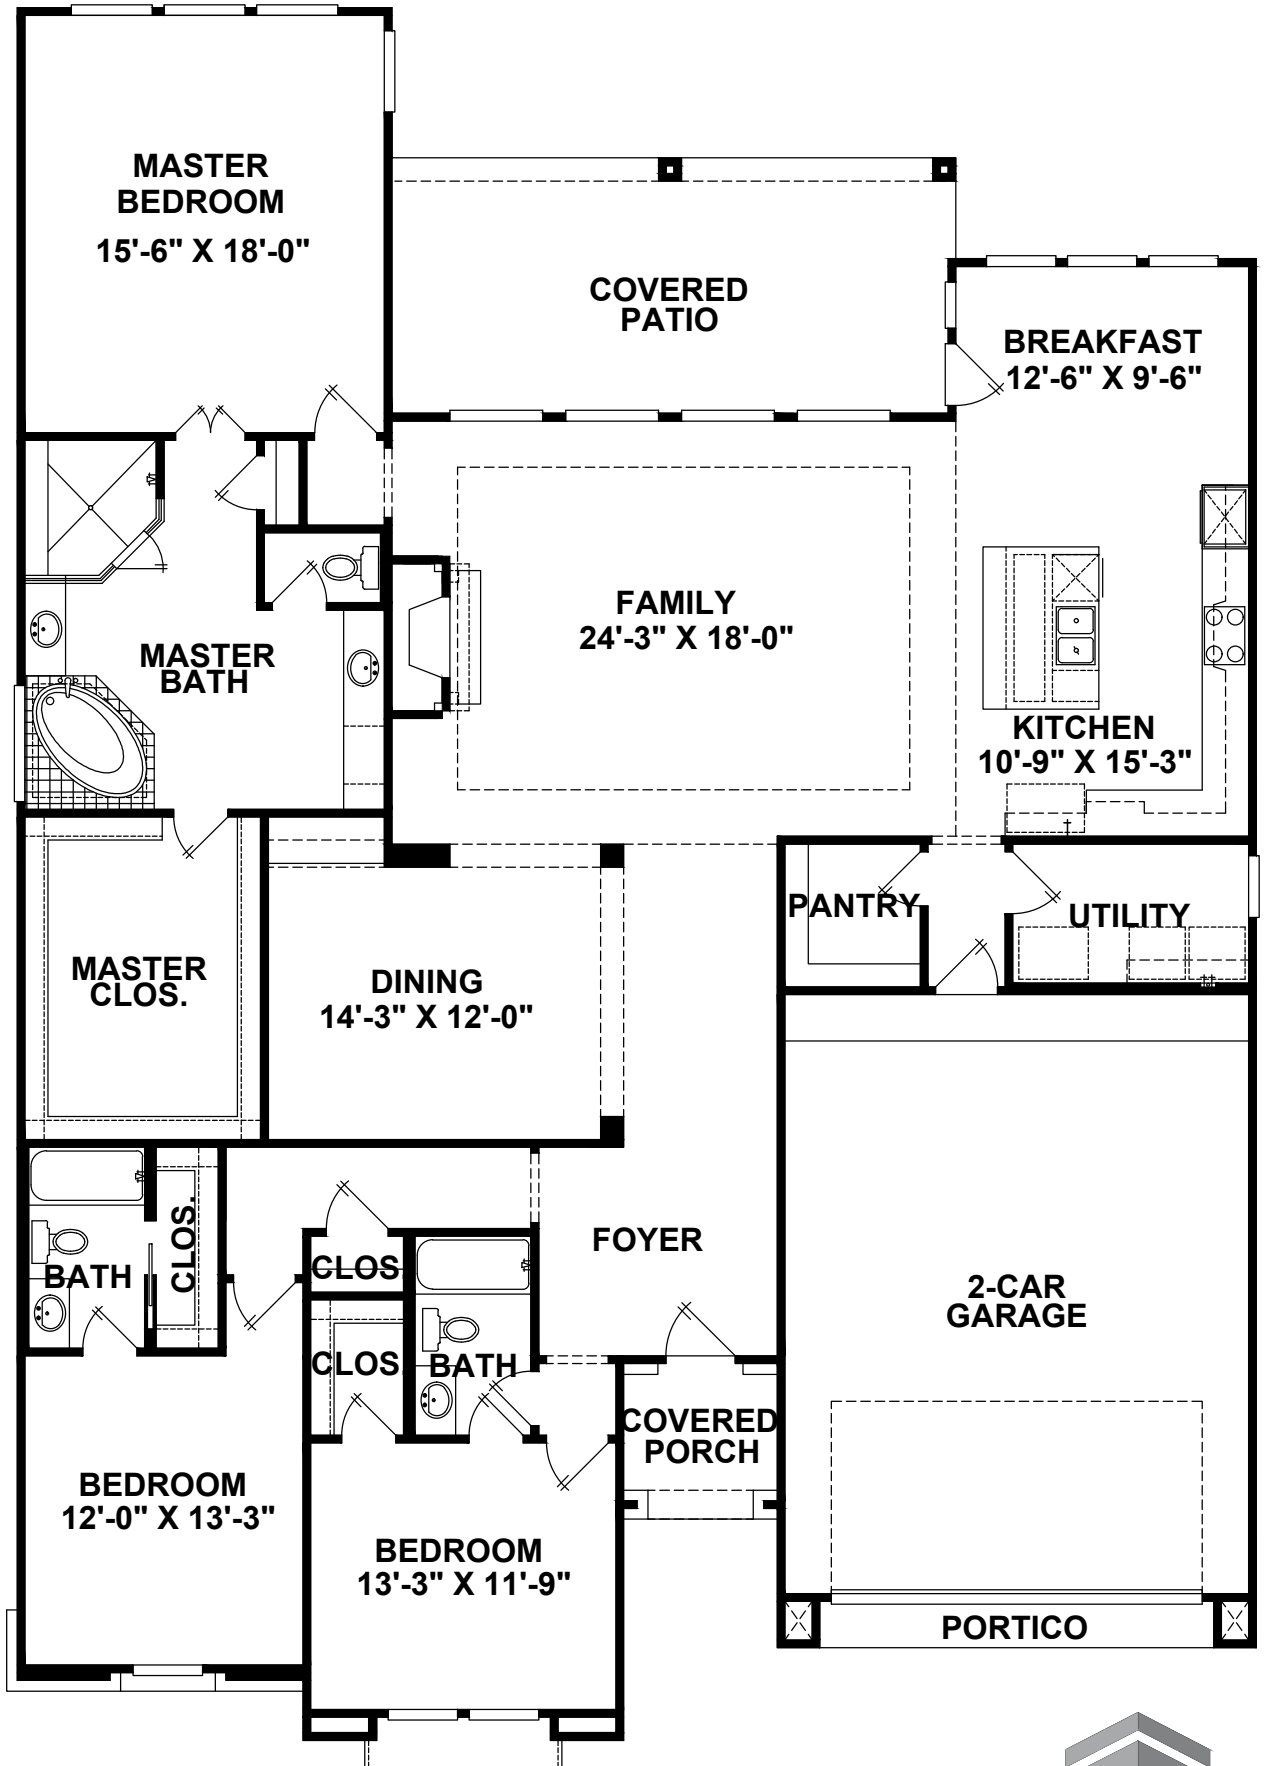 MASTER
BEDROOM
15'-6" X 18'-0"
COVERED
PATIO
BREAKFAST
12'-6" X 9'-6"
FAMILY
24'-3" X 18'-0"
MASTER
BATH
KITCHEN
10'-9" X 15'-3"
PANTRY
UTILITY
MASTER
CLOS.
DINING
14'-3" X 12'-0"
CLOS.
BATH
CLOS
FOYER
2-CAR
GARAGE
CLOS
BATH
COVERED
PORCH
BEDROOM
12'-0" X 13'-3"
BEDROOM
13'-3" X 11'-9"
PORTICO